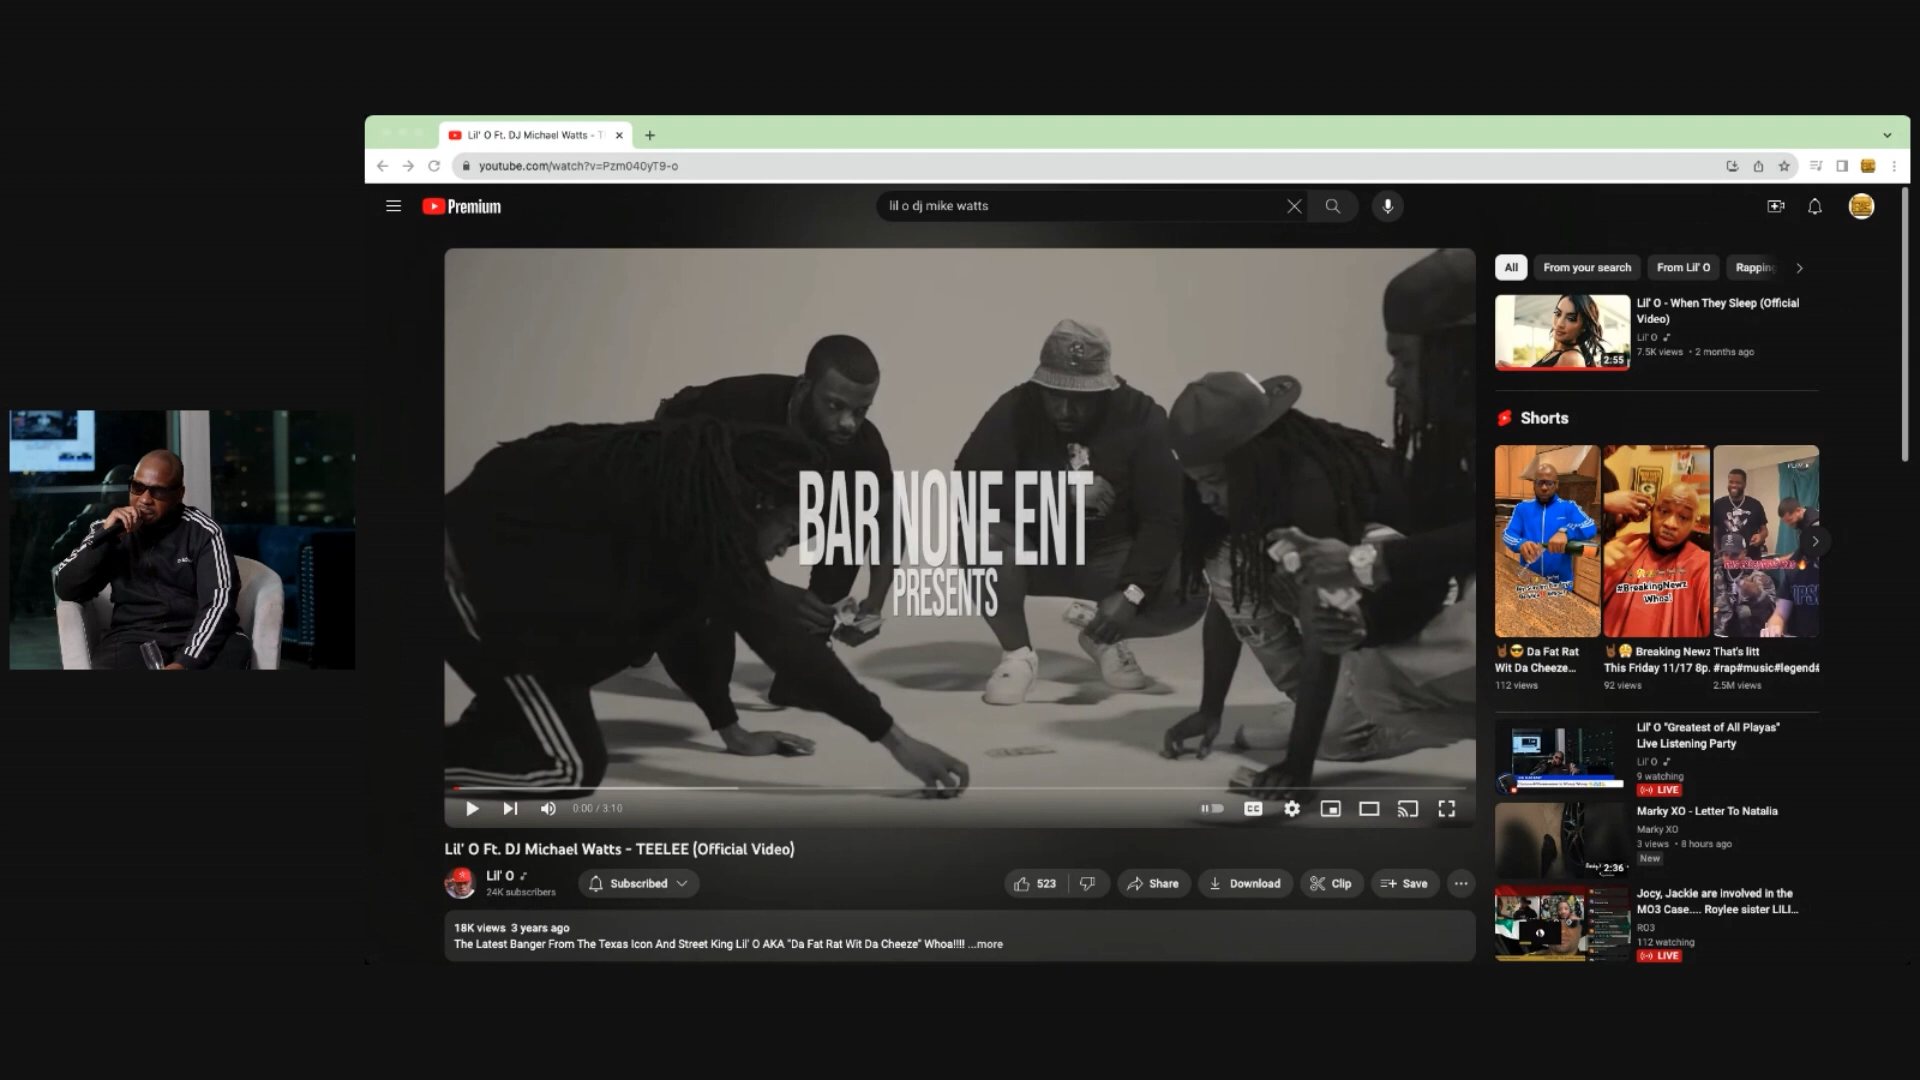 Lil' O Ft. DJ Michael Watts - T
youtube.com/watch?v=Pzm040yT9-o
Premium
lil o dj mike watts
BAR NONE ENT
PRESENTS
0:00 / 3:10
CC
Lil' O Ft. DJ Michael Watts - TEELEE (Official Video)
Lil' O
24K subscribers
Subscribed
523
Share
Download
Clip
Save
18K views 3 years ago
The Latest Banger From The Texas Icon And Street King Lil' O AKA "Da Fat Rat Wit Da Cheeze" Whoa!!!! ...more
All
From your search
From Lil' O
Rapping
2:55
Lil' O - When They Sleep (Official
Video)
Lil' O
7.5K views • 2 months ago
Shorts
#BreakingNewz
Whoa!
Da Fat Rat
Wit Da Cheeze...
112 views
Breaking Newz
This Friday 11/17 8p.
92 views
That's litt
#rap#music#legend#
2.5M views
Lil' O "Greatest of All Playas"
Live Listening Party
Lil' O
9 watching
LIVE
2:36
Marky XO - Letter To Natalia
Marky XO
3 views • 8 hours ago
New
Jocy, Jackie are involved in the
MO3 Case.... Roylee sister LILI...
RO3
112 watching
LIVE